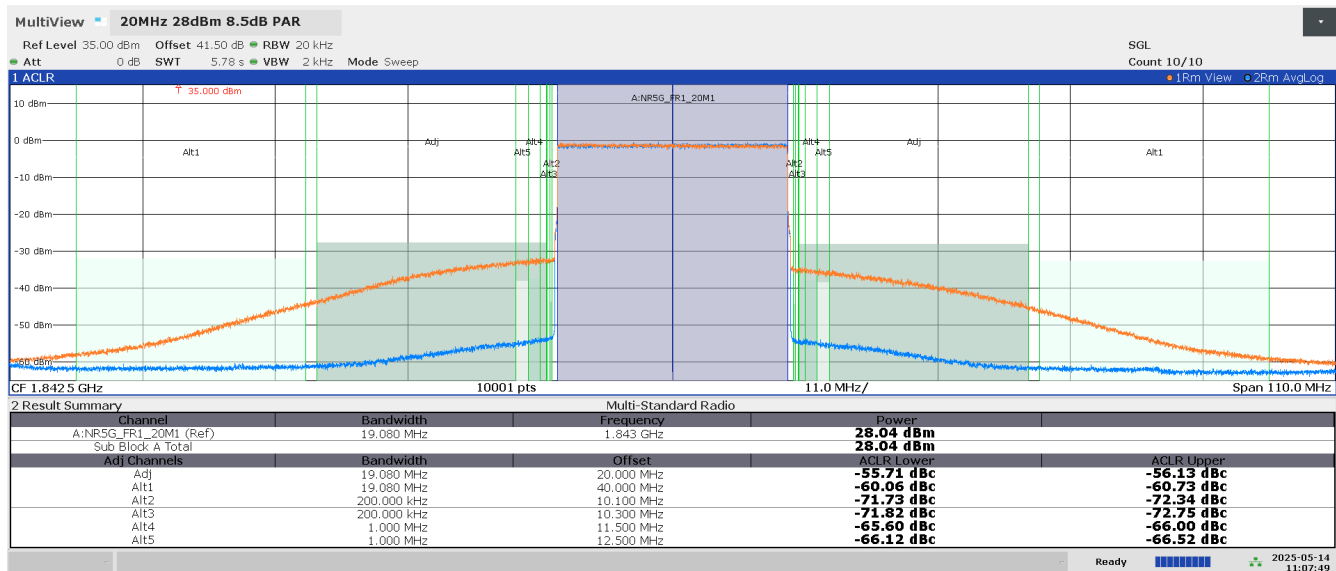 MultiView 20MHz 28dBm 8.5dB PAR
Ref Level 35.00 dBm Offset 41.50 dB RBW 20 kHz SGL
Att 0 dB SWT 5.78 s VBW 2 kHz Mode Sweep Count 10/10
1 ACLR 1Rm View 2Rm AvgLog
T 35.000 dBm
A:NR5G_FR1_20M1
10 dBm
0 dBm
Alt1 Adj Alt5 Alt4 Alt2 Alt3 Alt2 Alt3 Alt4 Alt5 Adj Alt1
-10 dBm
-20 dBm
-30 dBm
-40 dBm
-50 dBm
-60 dBm
CF 1.8425 GHz 10001 pts 11.0 MHz/ Span 110.0 MHz
2 Result Summary Multi-Standard Radio
Channel Bandwidth Frequency Power
A:NR5G_FR1_20M1 (Ref) 19.080 MHz 1.843 GHz 28.04 dBm
Sub Block A Total 28.04 dBm
Adj Channels Bandwidth Offset ACLR Lower ACLR Upper
Adj 19.080 MHz 20.000 MHz -55.71 dBc -56.13 dBc
Alt1 19.080 MHz 40.000 MHz -60.06 dBc -60.73 dBc
Alt2 200.000 kHz 10.100 MHz -71.73 dBc -72.34 dBc
Alt3 200.000 kHz 10.300 MHz -71.82 dBc -72.75 dBc
Alt4 1.000 MHz 11.500 MHz -65.60 dBc -66.00 dBc
Alt5 1.000 MHz 12.500 MHz -66.12 dBc -66.52 dBc
Ready 2025-05-14
11:07:49